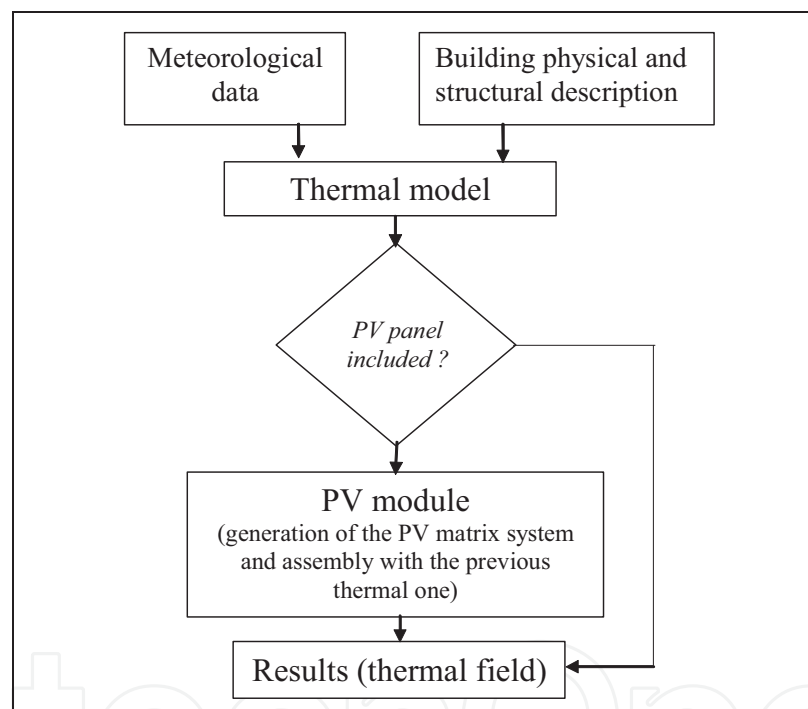 Meteorological
data
Building physical and
structural description
Thermal model
PV panel
included ?
PV module
(generation of the PV matrix system
and assembly with the previous
thermal one)
Results (thermal field)